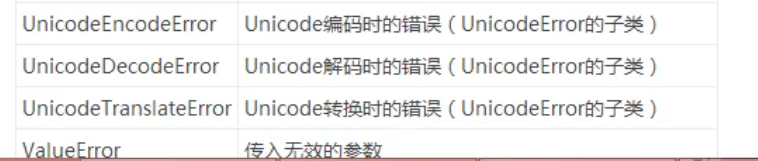 UnicodeEncodeError Unicode编码时的错误（UnicodeError的子类）
UnicodeDecodeError Unicode解码时的错误（UnicodeError的子类）
UnicodeTranslateError Unicode转换时的错误（UnicodeError的子类）
ValueError 传入无效的参数